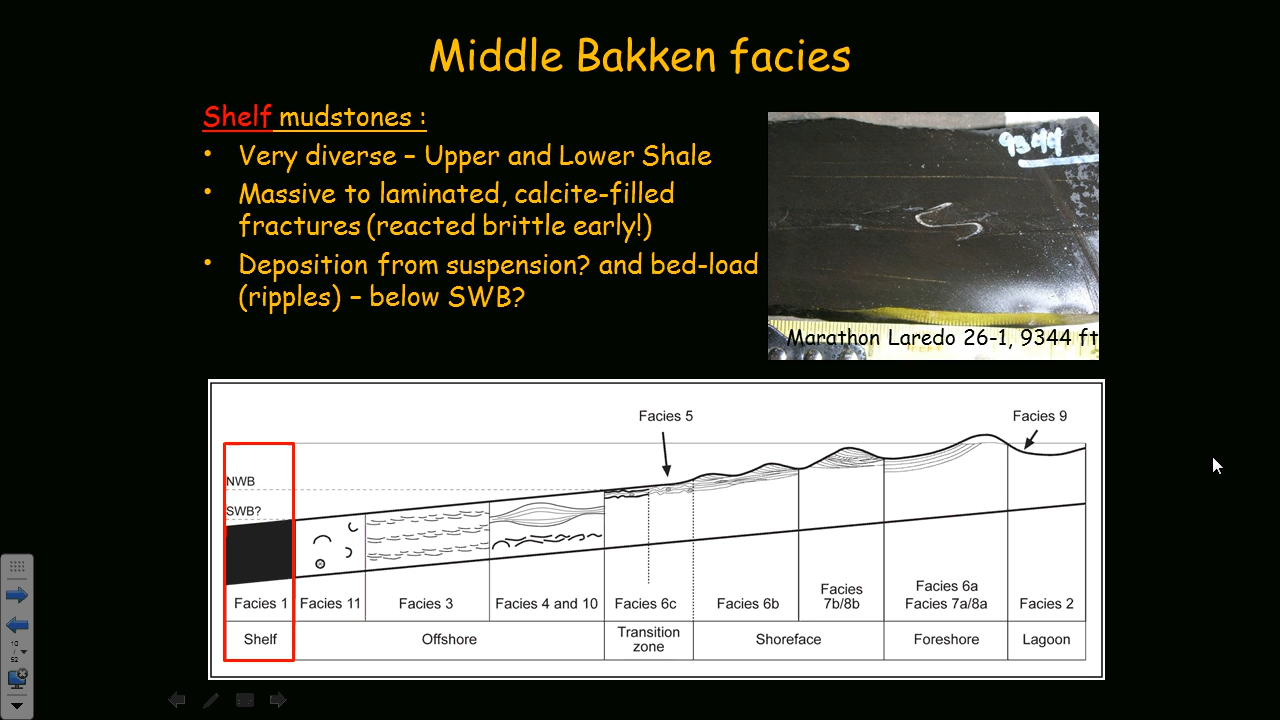 Middle Bakken facies
Shelf mudstones :
• Very diverse – Upper and Lower Shale
• Massive to laminated, calcite-filled
fractures (reacted brittle early!)
• Deposition from suspension? and bed-load
(ripples) – below SWB?
9344
Marathon Laredo 26-1, 9344 ft
Facies 5
Facies 9
NWB
SWB?
Facies 1
Facies 11
Facies 3
Facies 4 and 10
Facies 6c
Facies 6b
Facies
7b/8b
Facies 6a
Facies 7a/8a
Facies 2
Shelf
Offshore
Transition
zone
Shoreface
Foreshore
Lagoon
10
/
52